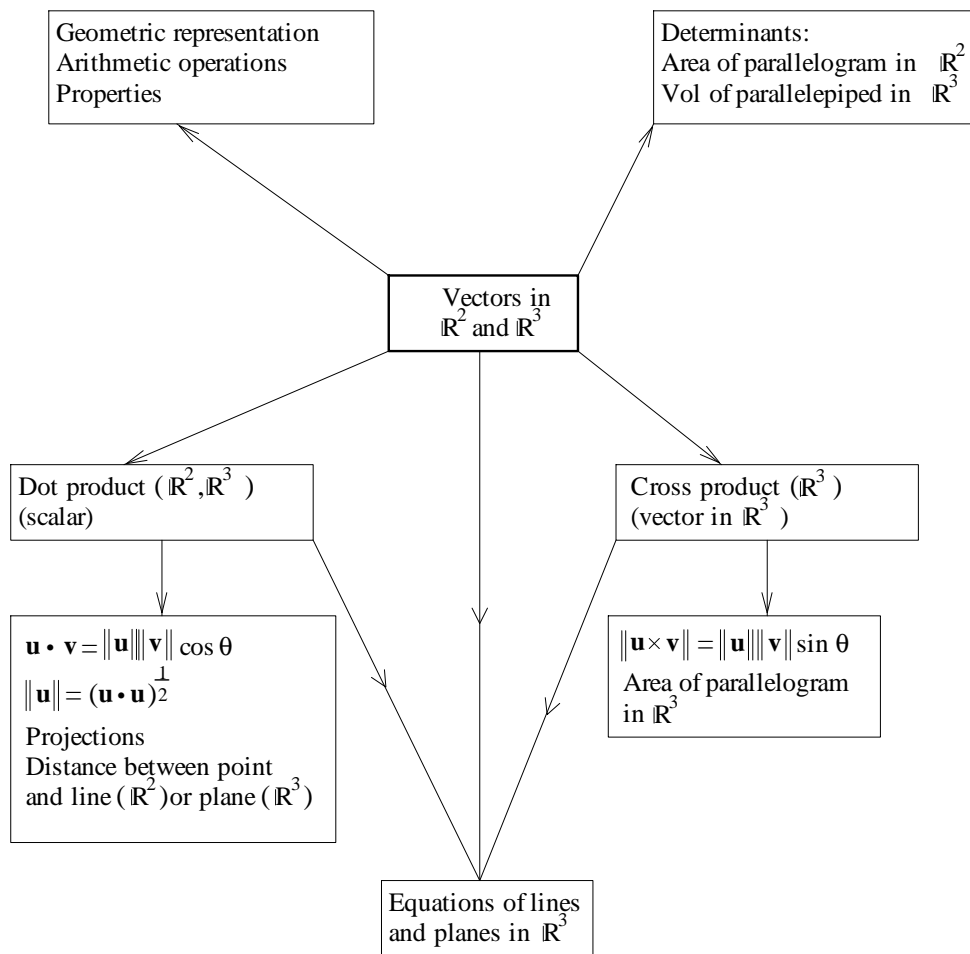 Geometric representation
Arithmetic operations
Properties
Determinants:
Area of parallelogram in ℝ²
Vol of parallelepiped in ℝ³
Vectors in
ℝ² and ℝ³
Dot product (ℝ², ℝ³)
(scalar)
Cross product (ℝ³)
(vector in ℝ³)
u • v = ‖u‖‖v‖ cos θ
‖u‖ = (u • u)^½
Projections
Distance between point
and line (ℝ²) or plane (ℝ³)
‖u × v‖ = ‖u‖‖v‖ sin θ
Area of parallelogram
in ℝ³
Equations of lines
and planes in ℝ³